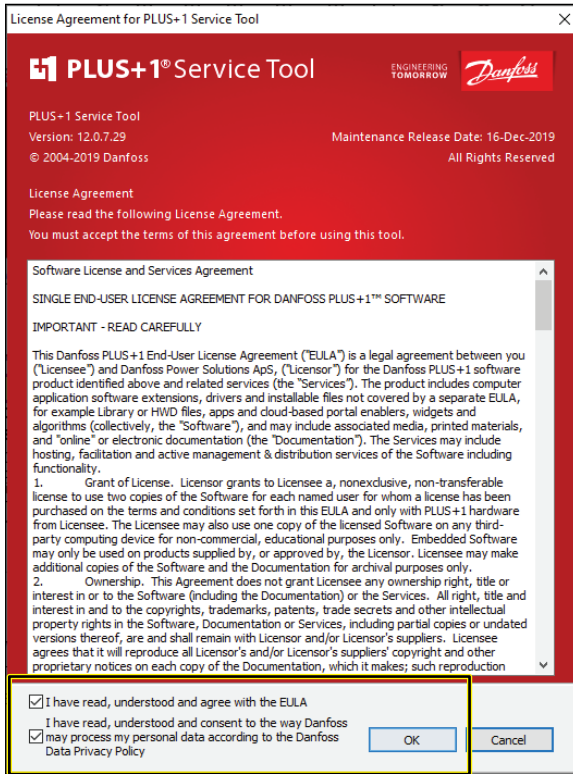 License Agreement for PLUS+1 Service Tool
PLUS+1® Service Tool
ENGINEERING
TOMORROW
Danfoss
PLUS+1 Service Tool
Version: 12.0.7.29
Maintenance Release Date: 16-Dec-2019
© 2004-2019 Danfoss
All Rights Reserved
License Agreement
Please read the following License Agreement.
You must accept the terms of this agreement before using this tool.
Software License and Services Agreement
SINGLE END-USER LICENSE AGREEMENT FOR DANFOSS PLUS+1™ SOFTWARE
IMPORTANT - READ CAREFULLY
This Danfoss PLUS+1 End-User License Agreement ("EULA") is a legal agreement between you
("Licensee") and Danfoss Power Solutions ApS, ("Licensor") for the Danfoss PLUS+1 software
product identified above and related services (the "Services"). The product includes computer
application software extensions, drivers and installable files not covered by a separate EULA,
for example Library or HWD files, apps and cloud-based portal enablers, widgets and
algorithms (collectively, the "Software"), and may include associated media, printed materials,
and "online" or electronic documentation (the "Documentation"). The Services may include
hosting, facilitation and active management & distribution services of the Software including
functionality.
1. Grant of License. Licensor grants to Licensee a, nonexclusive, non-transferable
license to use two copies of the Software for each named user for whom a license has been
purchased on the terms and conditions set forth in this EULA and only with PLUS+1 hardware
from Licensee. The Licensee may also use one copy of the licensed Software on any third-
party computing device for non-commercial, educational purposes only. Embedded Software
may only be used on products supplied by, or approved by, the Licensor. Licensee may make
additional copies of the Software and the Documentation for archival purposes only.
2. Ownership. This Agreement does not grant Licensee any ownership right, title or
interest in or to the Software (including the Documentation) or the Services. All right, title and
interest in and to the copyrights, trademarks, patents, trade secrets and other intellectual
property rights in the Software, Documentation or Services, including partial copies or undated
versions thereof, are and shall remain with Licensor and/or Licensor's suppliers. Licensee
agrees that it will reproduce all Licensor's and/or Licensor's suppliers' copyright and other
proprietary notices on each copy of the Documentation, which it makes; such reproduction
I have read, understood and agree with the EULA
I have read, understood and consent to the way Danfoss
may process my personal data according to the Danfoss
Data Privacy Policy
OK
Cancel